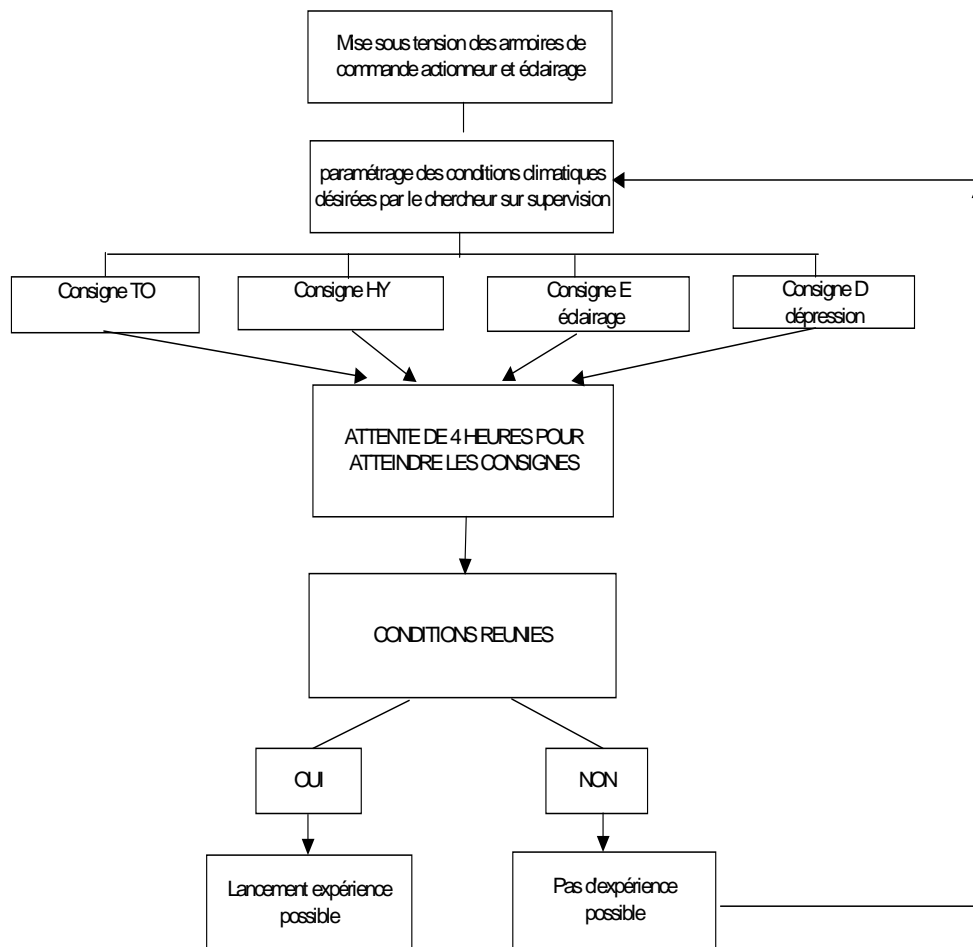 Mise sous tension des armoires de
commande actionneur et éclairage
paramétrage des conditions climatiques
désirées par le chercheur sur supervision
Consigne TO
Consigne HY
Consigne E
éclairage
Consigne D
dépression
ATTENTE DE 4 HEURES POUR
ATTEINDRE LES CONSIGNES
CONDITIONS REUNIES
OUI
NON
Lancement expérience
possible
Pas d'expérience
possible